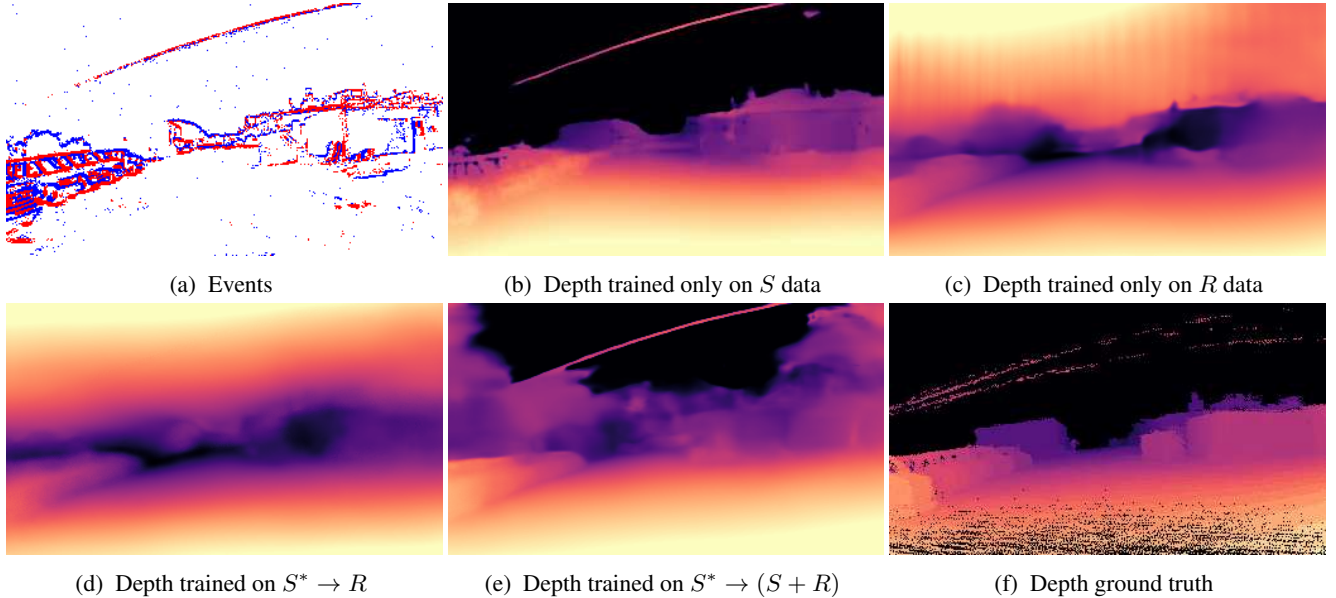 (a) Events
(b) Depth trained only on S data
(c) Depth trained only on R data
(d) Depth trained on S* → R
(e) Depth trained on S* → (S + R)
(f) Depth ground truth